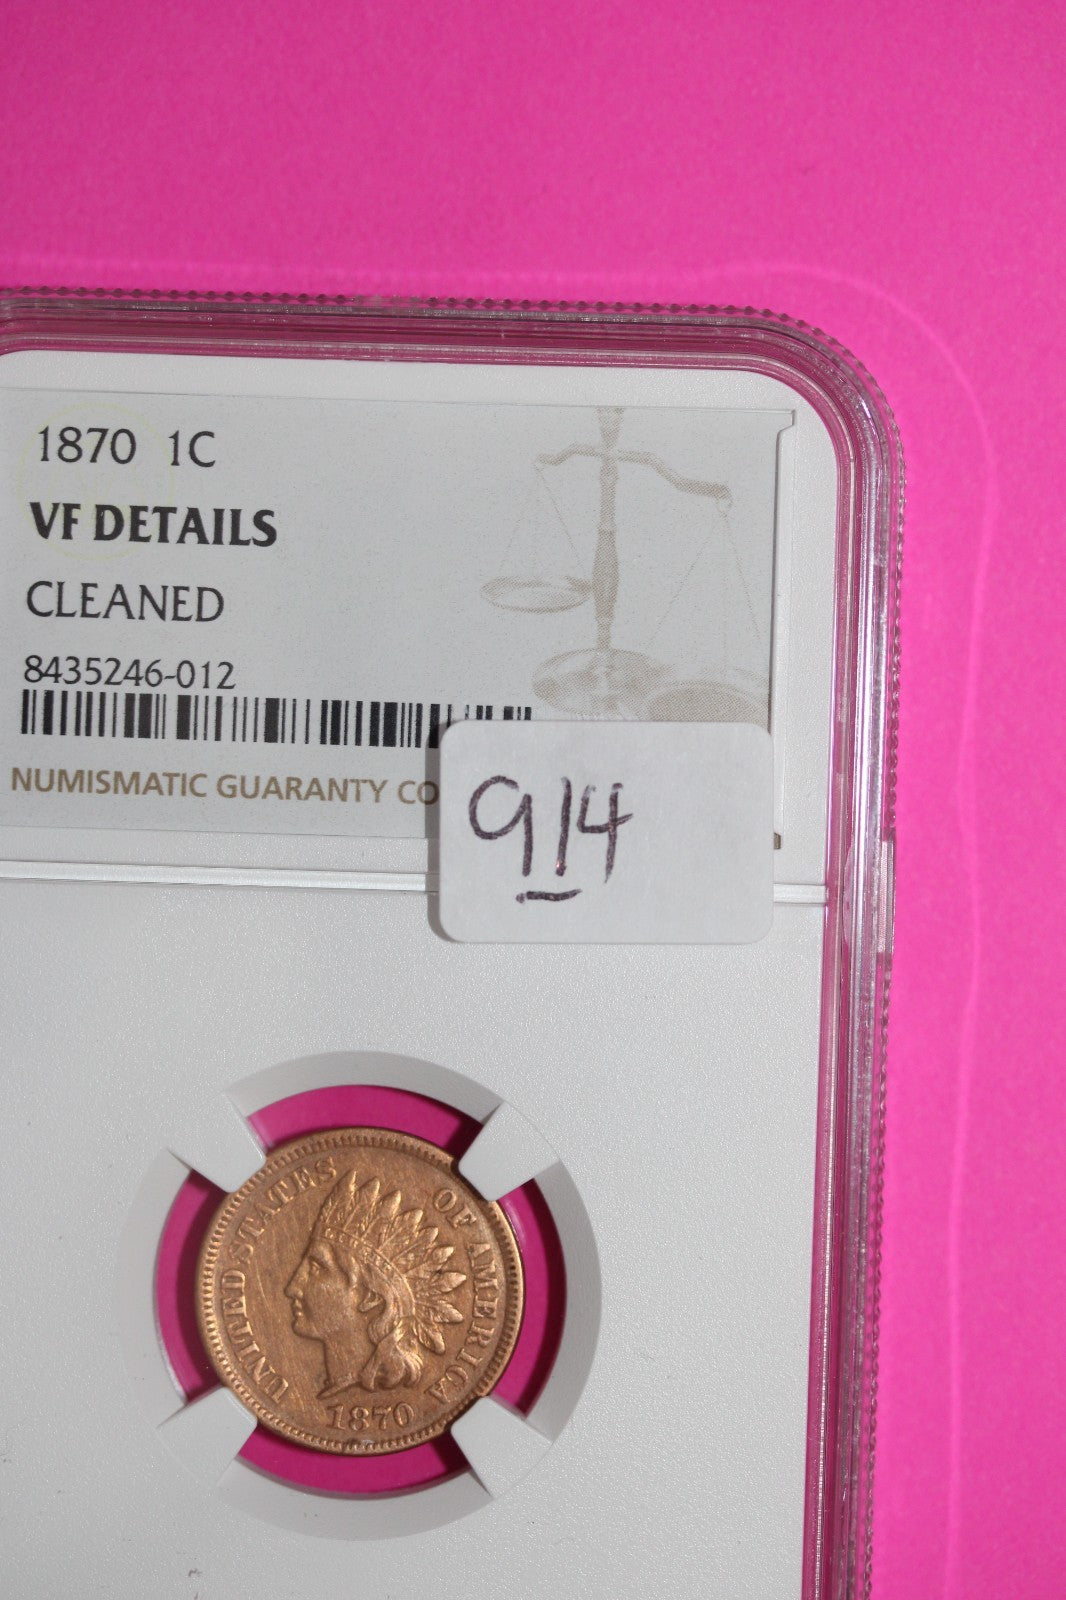 1870 1C
VF DETAILS
CLEANED
8435246-012
NUMISMATIC GUARANTY CO
914
UNITED STATES OF AMERICA
1870